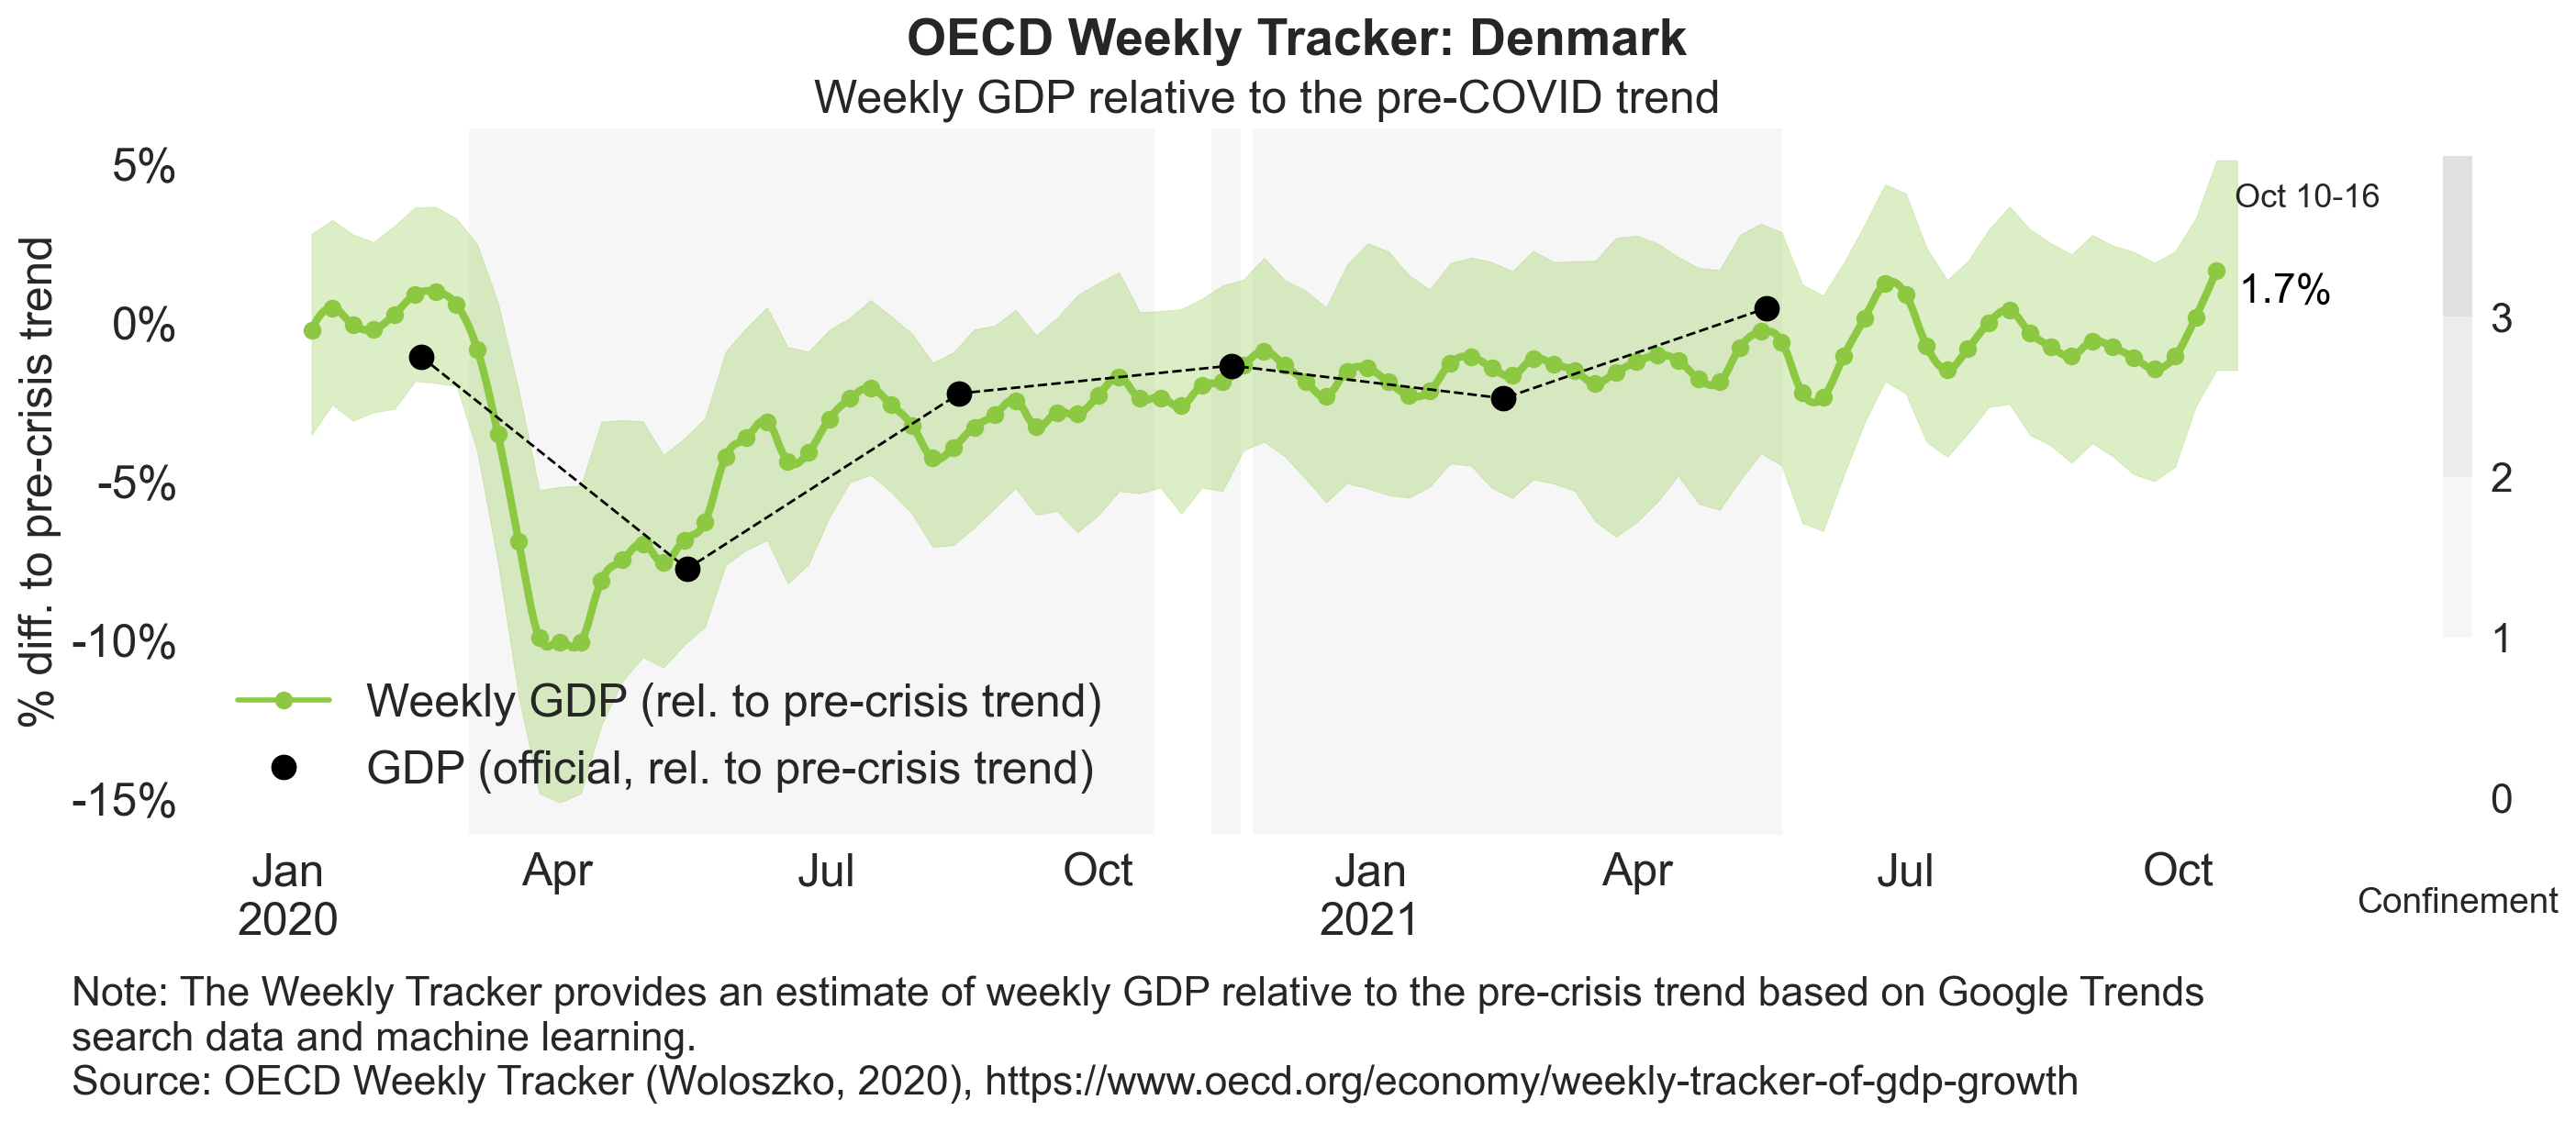 OECD Weekly Tracker: Denmark
Weekly GDP relative to the pre-COVID trend
% diff. to pre-crisis trend
5%
0%
-5%
-10%
-15%
Oct 10-16
1.7%
Weekly GDP (rel. to pre-crisis trend)
GDP (official, rel. to pre-crisis trend)
Jan Apr Jul Oct Jan Apr Jul Oct
2020 2021
3
2
1
0
Confinement
Note: The Weekly Tracker provides an estimate of weekly GDP relative to the pre-crisis trend based on Google Trends
search data and machine learning.
Source: OECD Weekly Tracker (Woloszko, 2020), https://www.oecd.org/economy/weekly-tracker-of-gdp-growth